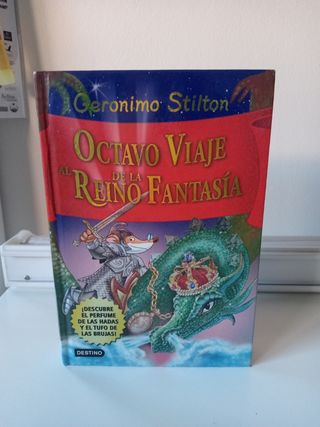 Geronimo Stilton
OCTAVO VIAJE
AL
DE LA
REINO FANTASÍA
¡DESCUBRE
EL PERFUME
DE LAS HADAS
Y EL TUFO DE
LAS BRUJAS!
DESTINO